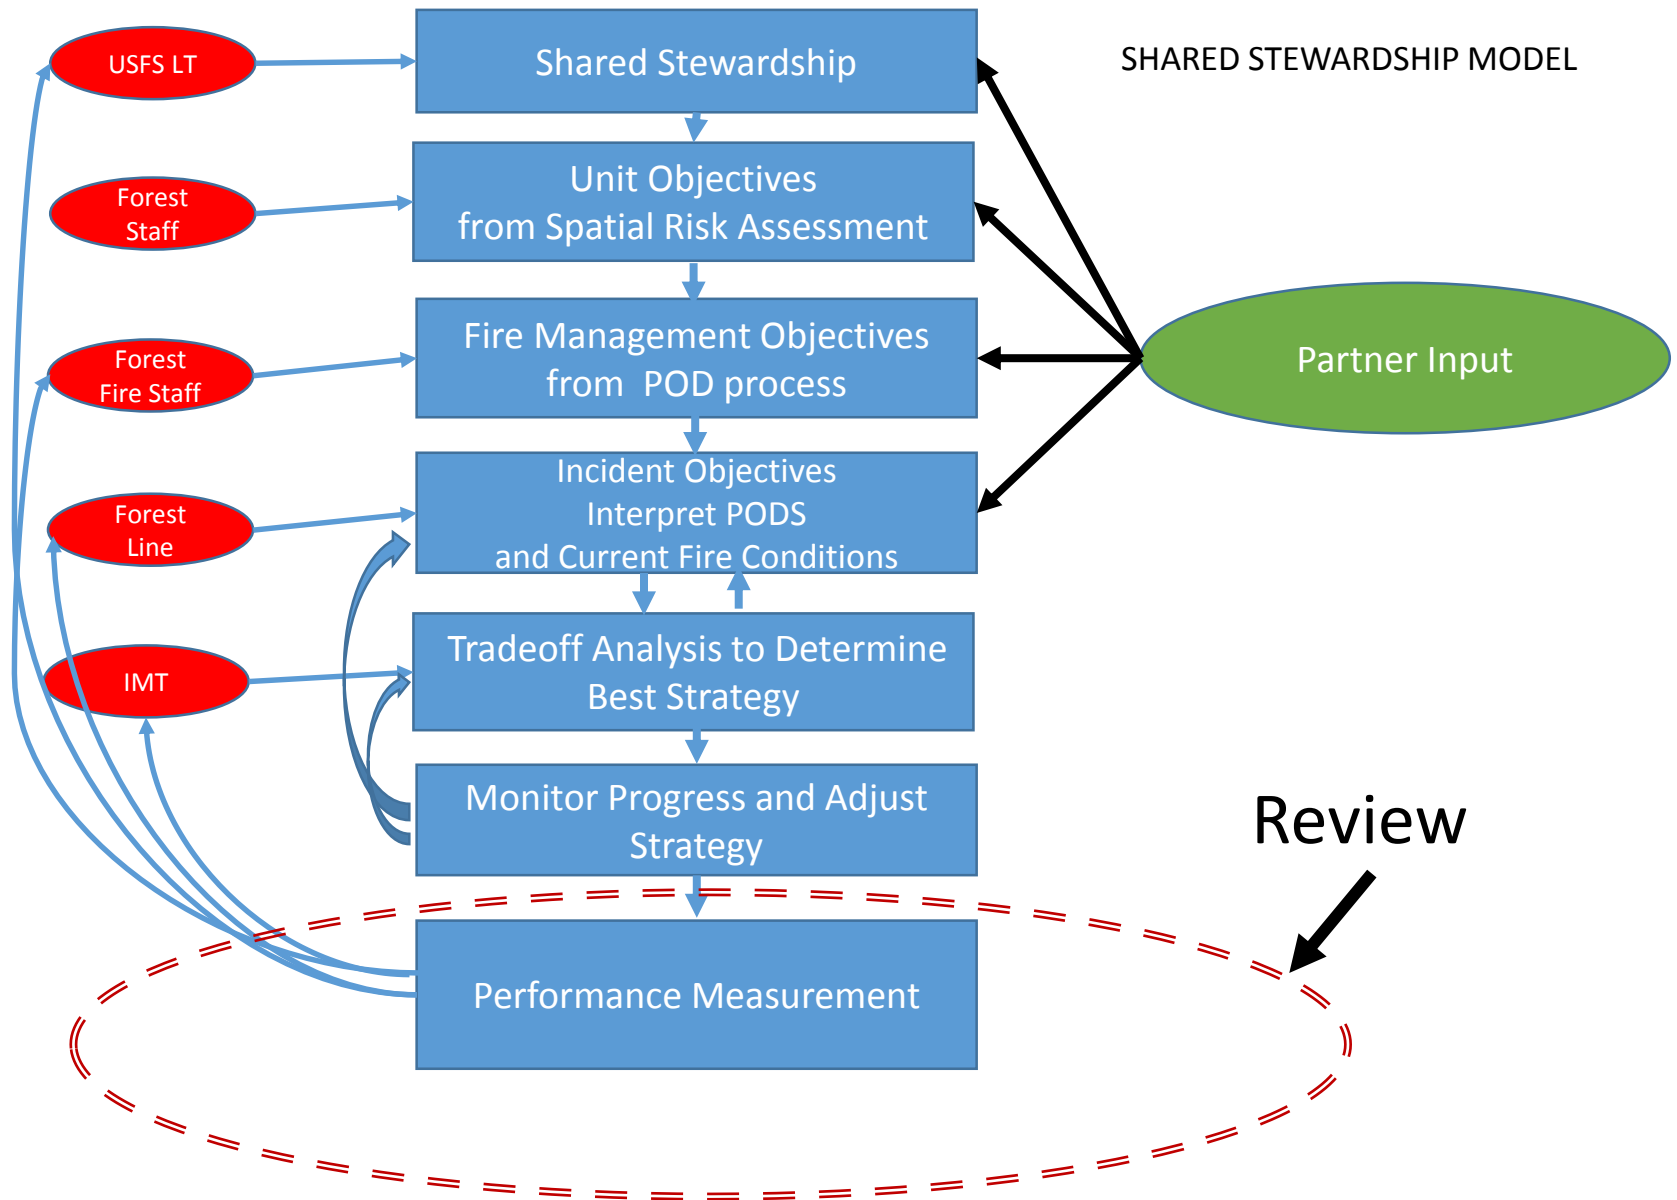 SHARED STEWARDSHIP MODEL
USFS LT
Shared Stewardship
Forest
Staff
Unit Objectives
from Spatial Risk Assessment
Forest
Fire Staff
Fire Management Objectives
from POD process
Partner Input
Forest
Line
Incident Objectives
Interpret PODS
and Current Fire Conditions
IMT
Tradeoff Analysis to Determine
Best Strategy
Monitor Progress and Adjust
Strategy
Review
Performance Measurement